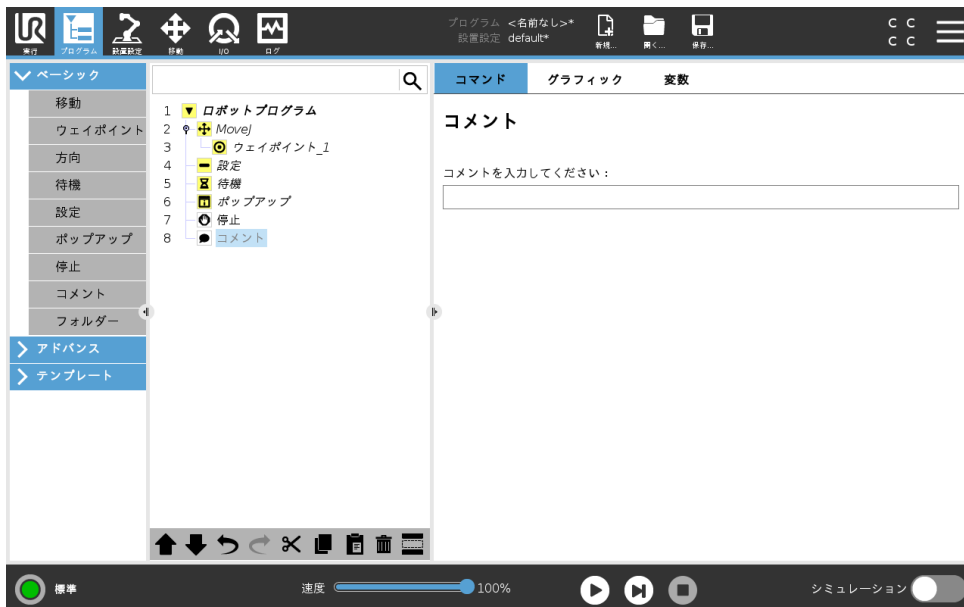 プログラム <名前なし>*
設置設定 default*
C C
C C
実行 プログラム 設置設定 移動 I/O ログ 新規... 開く... 保存...
ベーシック
移動
ウェイポイント
方向
待機
設定
ポップアップ
停止
コメント
フォルダー
アドバンス
テンプレート
1 ロボットプログラム
2 MoveJ
3 ウェイポイント_1
4 設定
5 待機
6 ポップアップ
7 停止
8 コメント
コマンド グラフィック 変数
コメント
コメントを入力してください：
標準 速度 100% シミュレーション